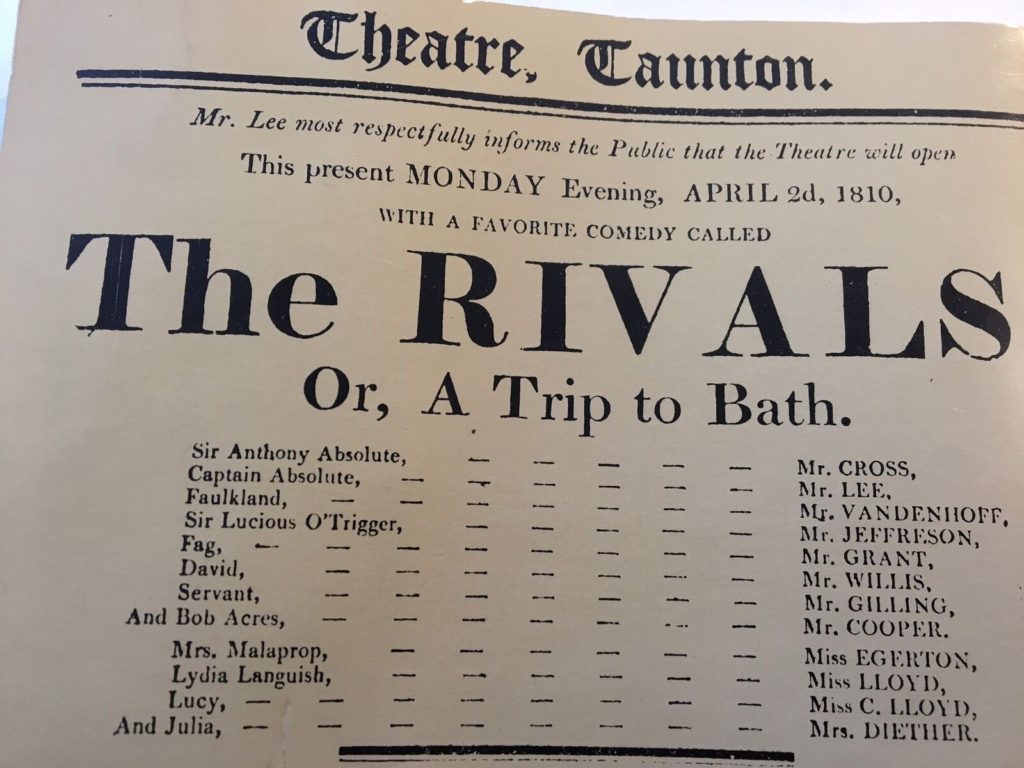 Theatre, Taunton.
Mr. Lee most respectfully informs the Public that the Theatre will open
This present MONDAY Evening, APRIL 2d, 1810,
WITH A FAVORITE COMEDY CALLED
The RIVALS
Or, A Trip to Bath.
Sir Anthony Absolute, — — — — — Mr. CROSS,
Captain Absolute, — — — — — — Mr. LEE,
Faulkland, — — — — — — — Mr. VANDENHOFF,
Sir Lucious O'Trigger, — — — — — Mr. JEFFRESON,
Fag, — — — — — — — — Mr. GRANT,
David, — — — — — — — Mr. WILLIS,
Servant, — — — — — — — Mr. GILLING,
And Bob Acres, — — — — — — — Mr. COOPER.
Mrs. Malaprop, — — — — — — Miss EGERTON,
Lydia Languish, — — — — — — Miss LLOYD,
Lucy, — — — — — — — — Miss C. LLOYD,
And Julia, — — — — — — — — Mrs. DIETHER.